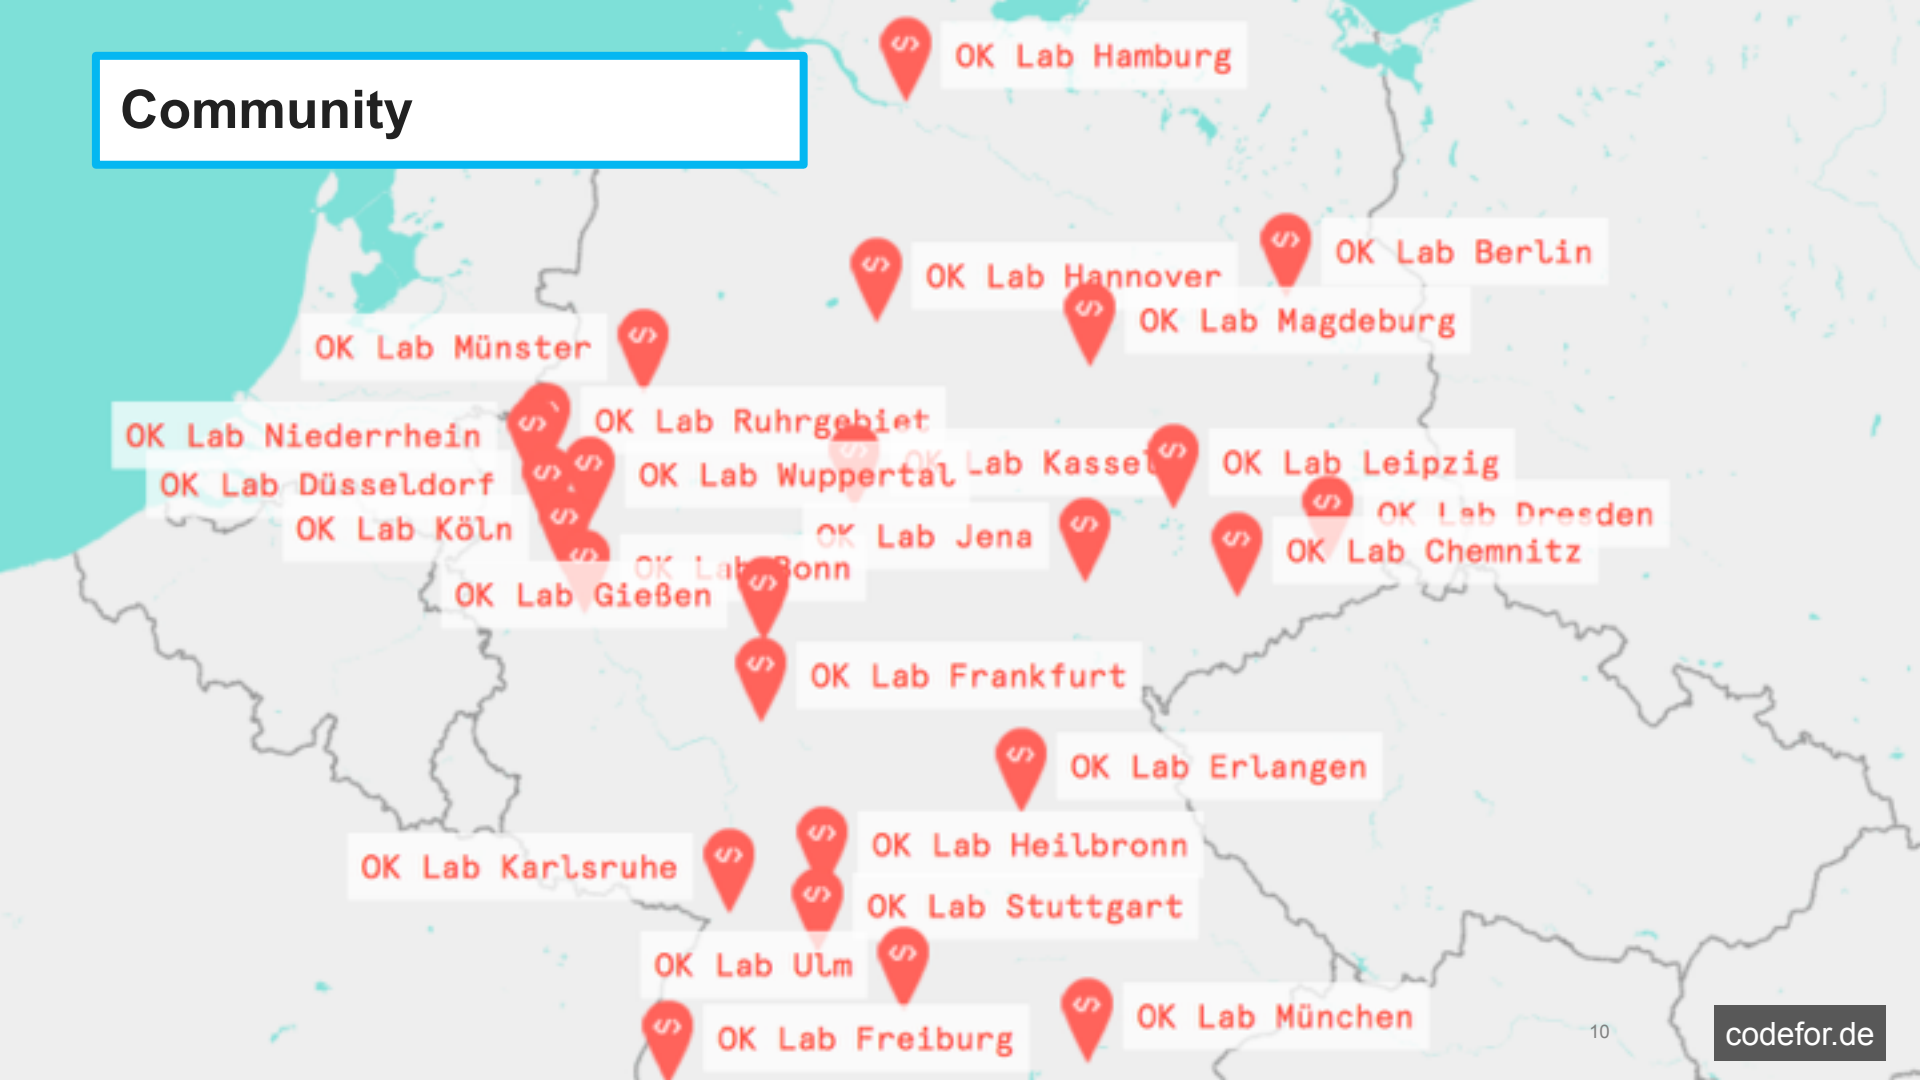 Community
OK Lab Hamburg
OK Lab Berlin
OK Lab Hannover
OK Lab Magdeburg
OK Lab Münster
OK Lab Ruhrgebiet
OK Lab Niederrhein
OK Lab Kassel
OK Lab Leipzig
OK Lab Wuppertal
OK Lab Düsseldorf
OK Lab Dresden
OK Lab Köln
OK Lab Jena
OK Lab Chemnitz
OK Lab Bonn
OK Lab Gießen
OK Lab Frankfurt
OK Lab Erlangen
OK Lab Heilbronn
OK Lab Karlsruhe
OK Lab Stuttgart
OK Lab Ulm
OK Lab München
OK Lab Freiburg
10
codefor.de